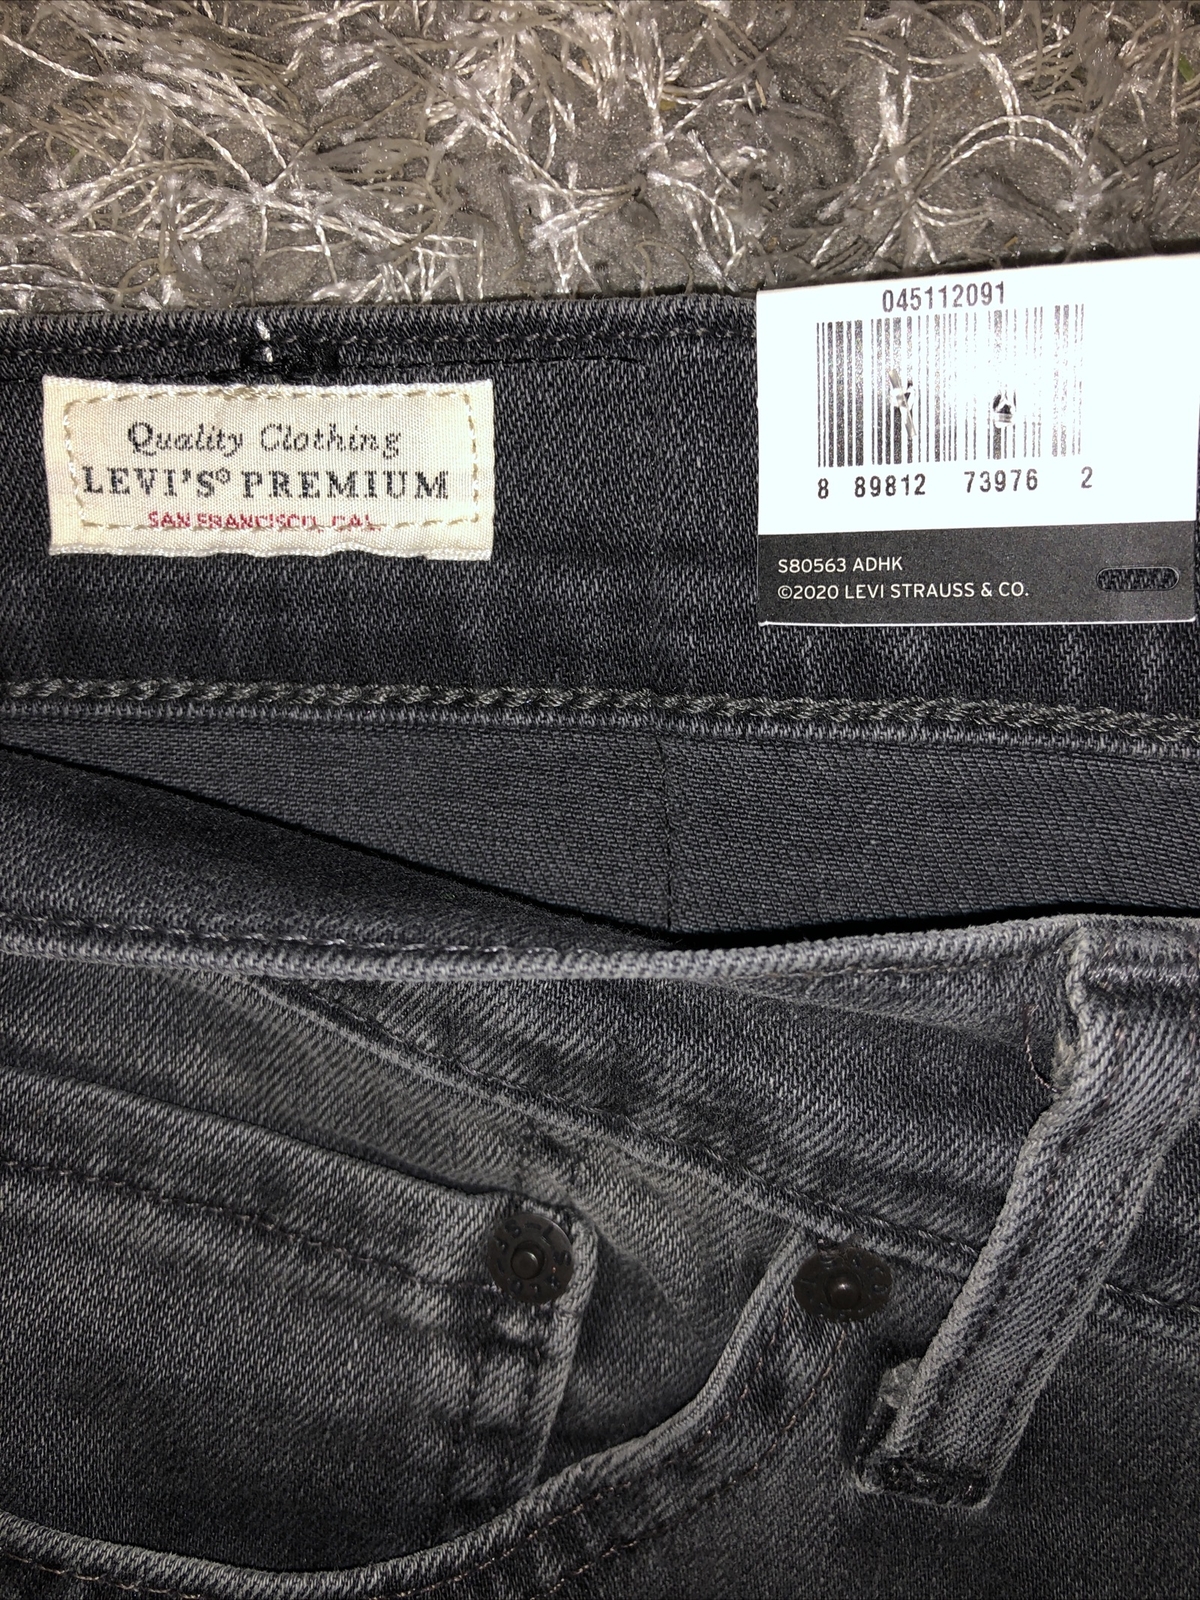 Quality Clothing
LEVI'S® PREMIUM
SAN FRANCISCO, CAL
045112091
8 89812 73976 2
S80563 ADHK
©2020 LEVI STRAUSS & CO.